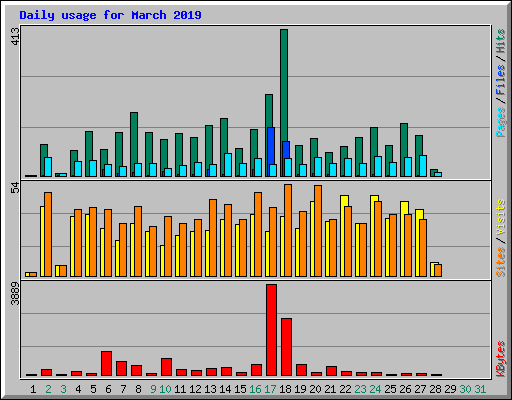 Daily usage for March 2019
413
Pages / Files / Hits
54
Sites / Visits
3889
KBytes
1 2 3 4 5 6 7 8 9 10 11 12 13 14 15 16 17 18 19 20 21 22 23 24 25 26 27 28 29 30 31